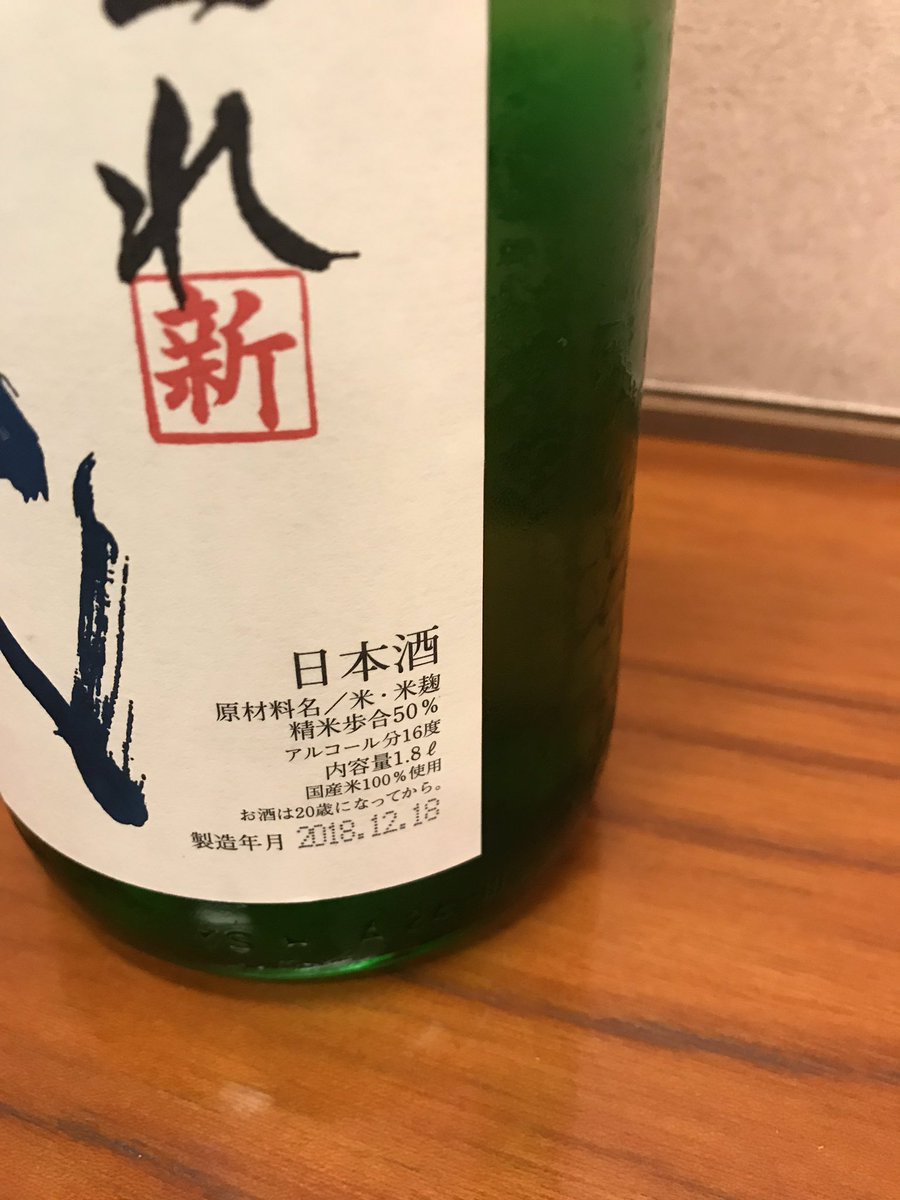 れ
新
日本酒
原材料名／米・米麹
精米歩合50％
アルコール分16度
内容量1.8ℓ
国産米100％使用
お酒は20歳になってから。
製造年月 2018.12.18